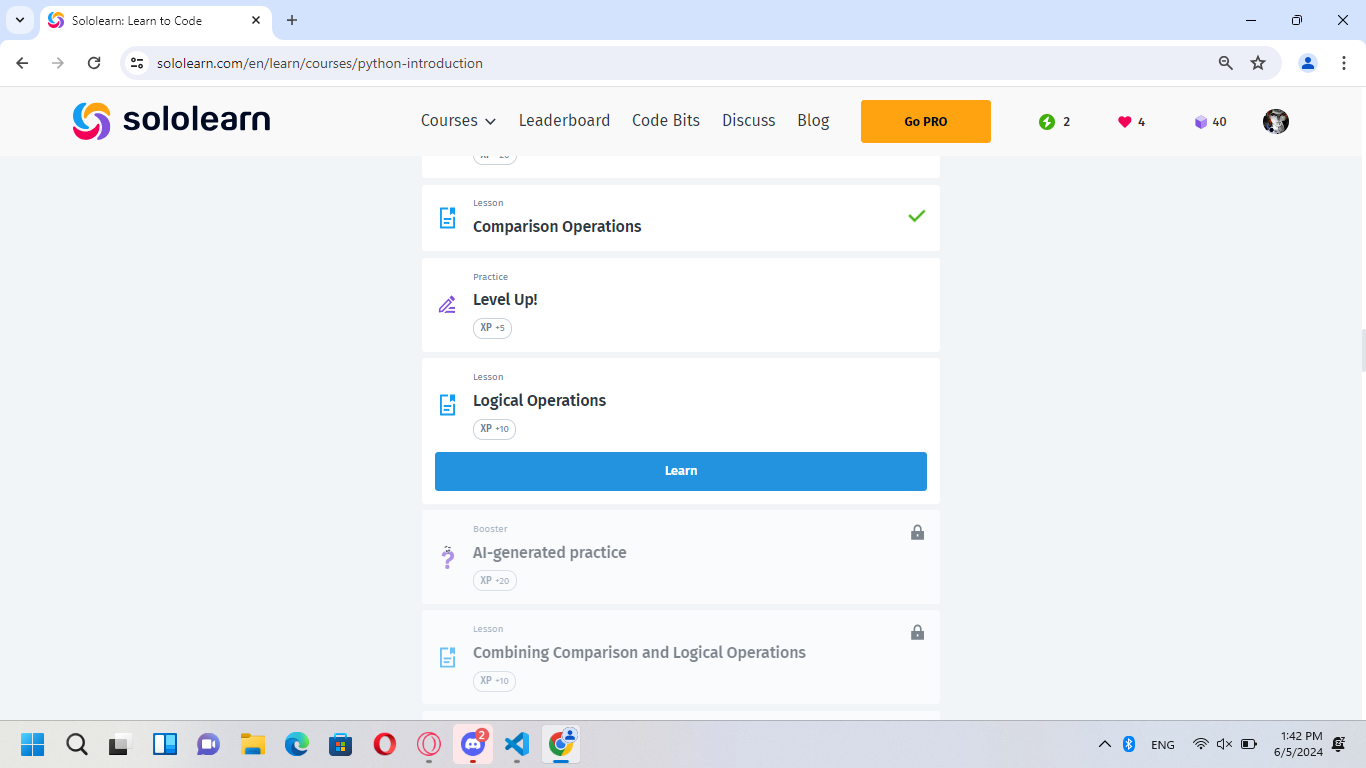 Sololearn: Learn to Code
sololearn.com/en/learn/courses/python-introduction
sololearn
Courses Leaderboard Code Bits Discuss Blog Go PRO 2 4 40
Lesson
Comparison Operations
Practice
Level Up!
XP +5
Lesson
Logical Operations
XP +10
Learn
Booster
AI-generated practice
XP +20
Lesson
Combining Comparison and Logical Operations
XP +10
2
ENG
1:42 PM
6/5/2024